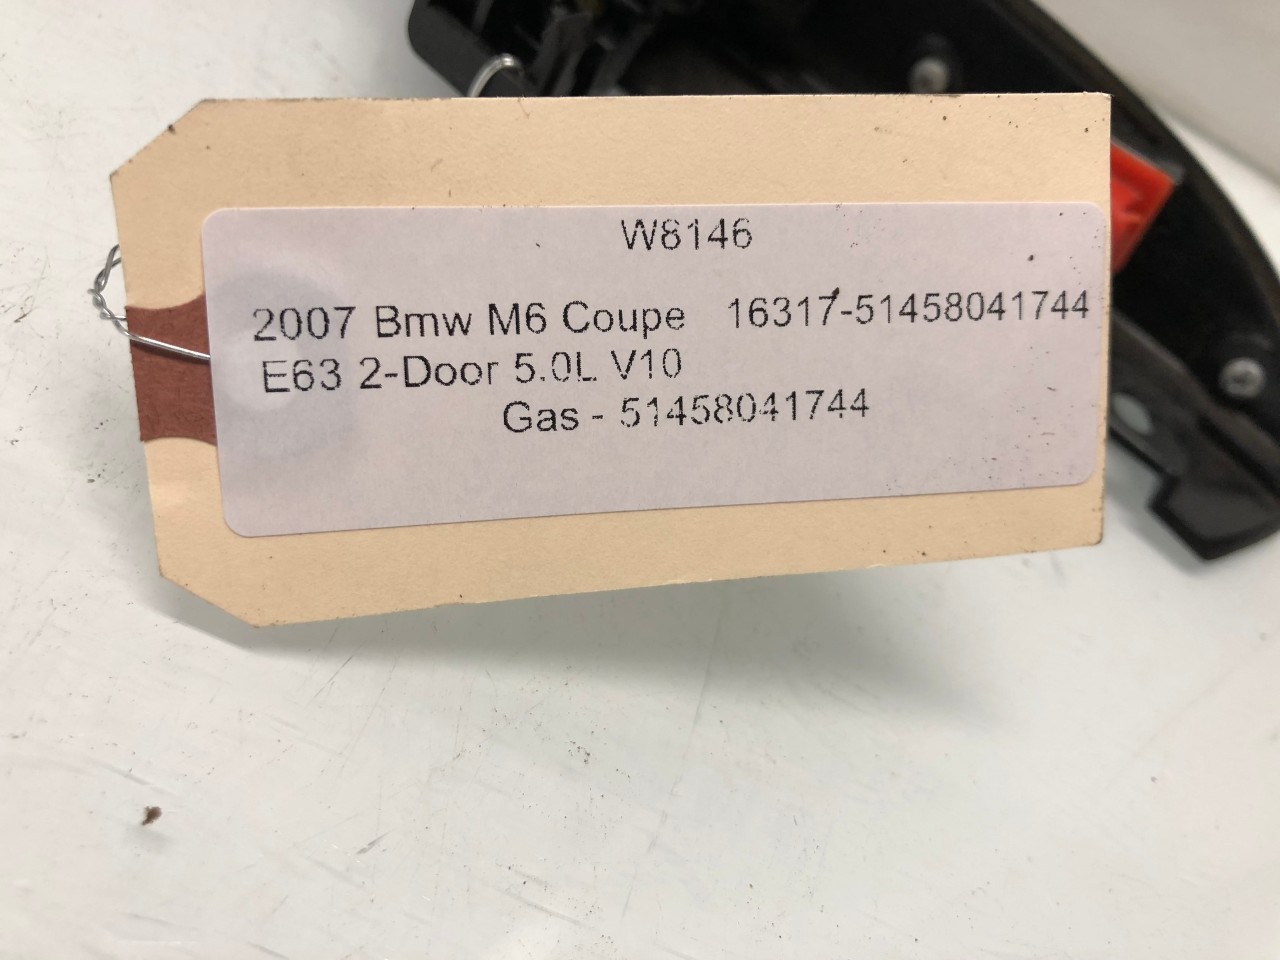 W8146
2007 Bmw M6 Coupe 16317-51458041744
E63 2-Door 5.0L V10
Gas - 51458041744